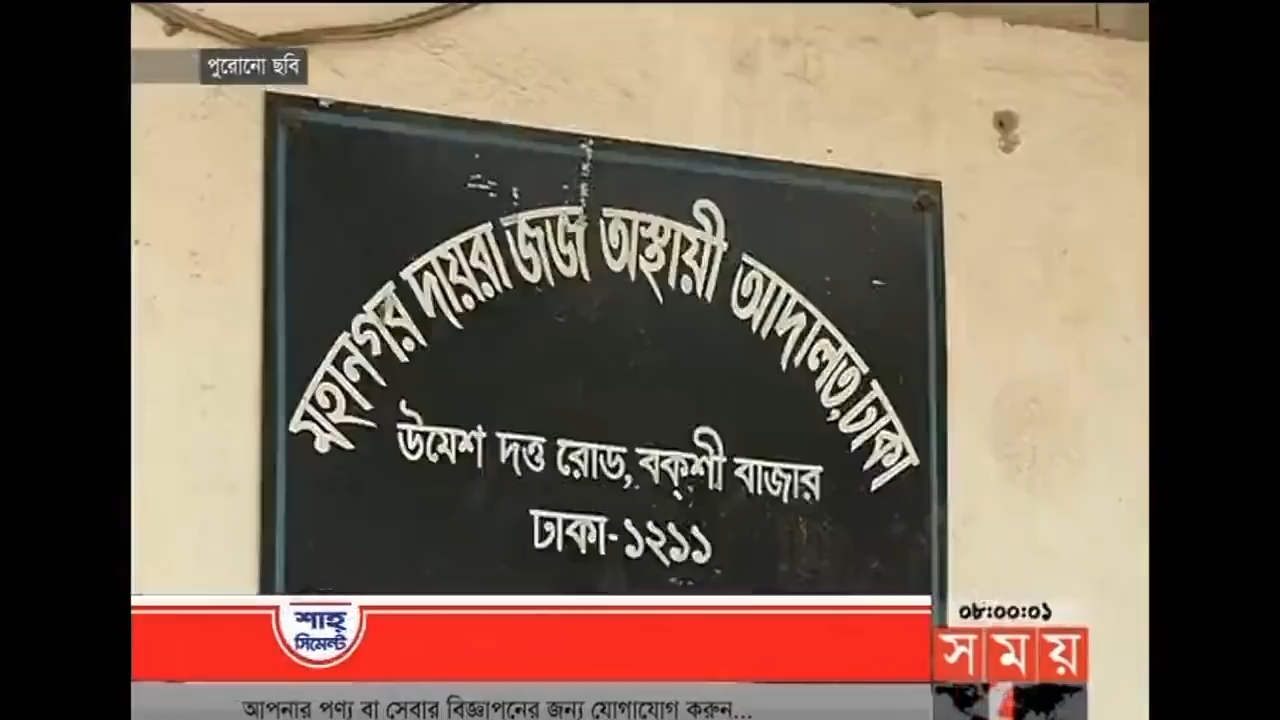 পুরোনো ছবি
মহানগর দায়রা জজ অস্থায়ী আদালত, ঢাকা
উমেশ দত্ত রোড, বক্‌শী বাজার
ঢাকা-১২১১
শাহ্
সিমেন্ট
০৮:০০:০১
সময়
আপনার পণ্য বা সেবার বিজ্ঞাপনের জন্য যোগাযোগ করুন...